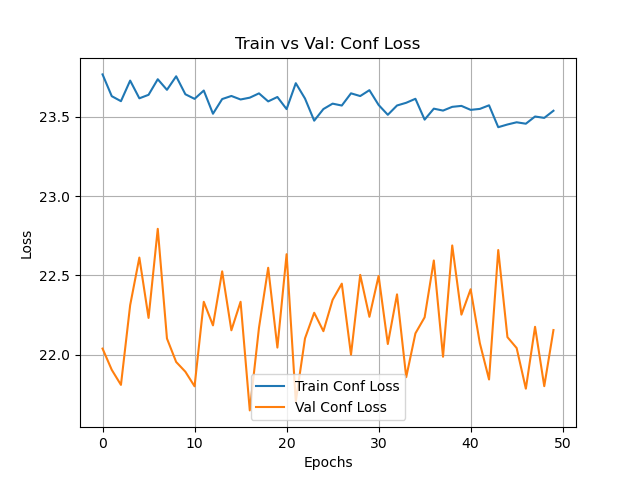 Train vs Val: Conf Loss
23.5
23.0
22.5
22.0
Loss
Train Conf Loss
Val Conf Loss
0 10 20 30 40 50
Epochs